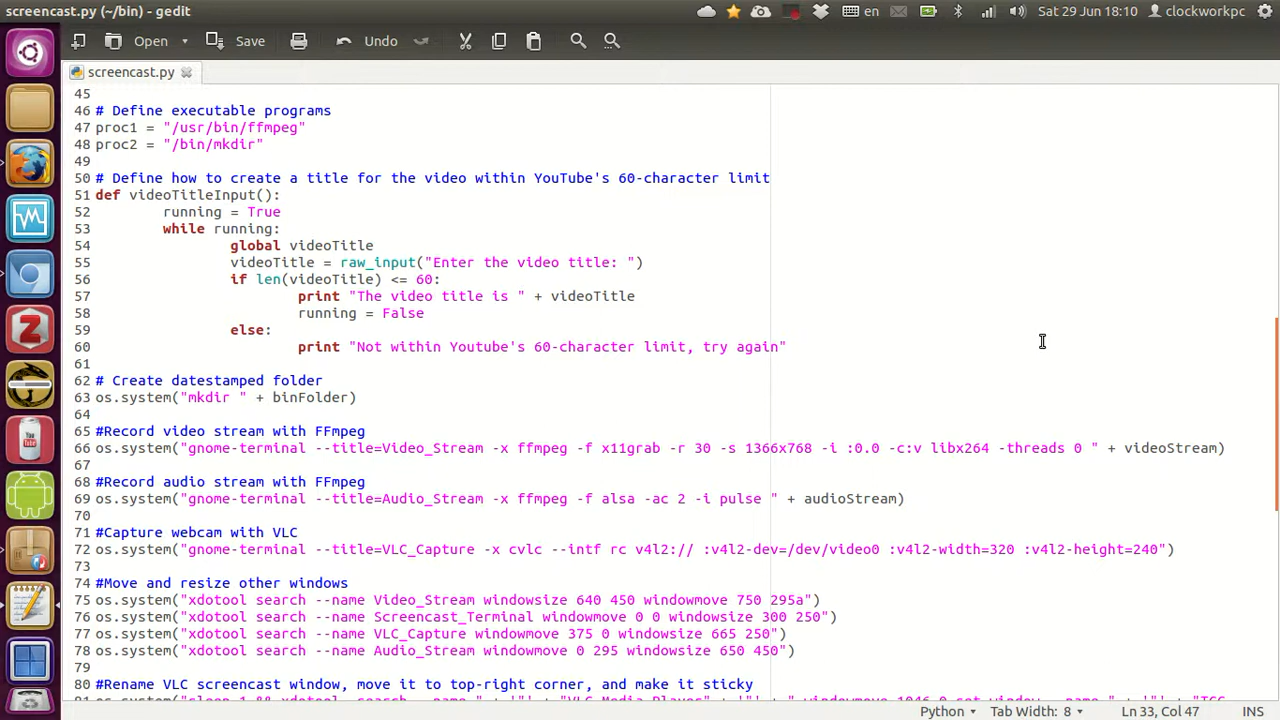 screencast.py (~/bin) - gedit
en
Sat 29 Jun 18:10
clockworkpc
Open
Save
Undo
screencast.py
45
46 # Define executable programs
47 proc1 = "/usr/bin/ffmpeg"
48 proc2 = "/bin/mkdir"
49
50 # Define how to create a title for the video within YouTube's 60-character limit
51 def videoTitleInput():
52 running = True
53 while running:
54 global videoTitle
55 videoTitle = raw_input("Enter the video title: ")
56 if len(videoTitle) <= 60:
57 print "The video title is " + videoTitle
58 running = False
59 else:
60 print "Not within Youtube's 60-character limit, try again"
61
62 # Create datestamped folder
63 os.system("mkdir " + binFolder)
64
65 #Record video stream with FFmpeg
66 os.system("gnome-terminal --title=Video_Stream -x ffmpeg -f x11grab -r 30 -s 1366x768 -i :0.0 -c:v libx264 -threads 0 " + videoStream)
67
68 #Record audio stream with FFmpeg
69 os.system("gnome-terminal --title=Audio_Stream -x ffmpeg -f alsa -ac 2 -i pulse " + audioStream)
70
71 #Capture webcam with VLC
72 os.system("gnome-terminal --title=VLC_Capture -x cvlc --intf rc v4l2:// :v4l2-dev=/dev/video0 :v4l2-width=320 :v4l2-height=240")
73
74 #Move and resize other windows
75 os.system("xdotool search --name Video_Stream windowsize 640 450 windowmove 750 295a")
76 os.system("xdotool search --name Screencast_Terminal windowmove 0 0 windowsize 300 250")
77 os.system("xdotool search --name VLC_Capture windowmove 375 0 windowsize 665 250")
78 os.system("xdotool search --name Audio_Stream windowmove 0 295 windowsize 650 450")
79
80 #Rename VLC screencast window, move it to top-right corner, and make it sticky
Python
Tab Width: 8
Ln 33, Col 47
INS